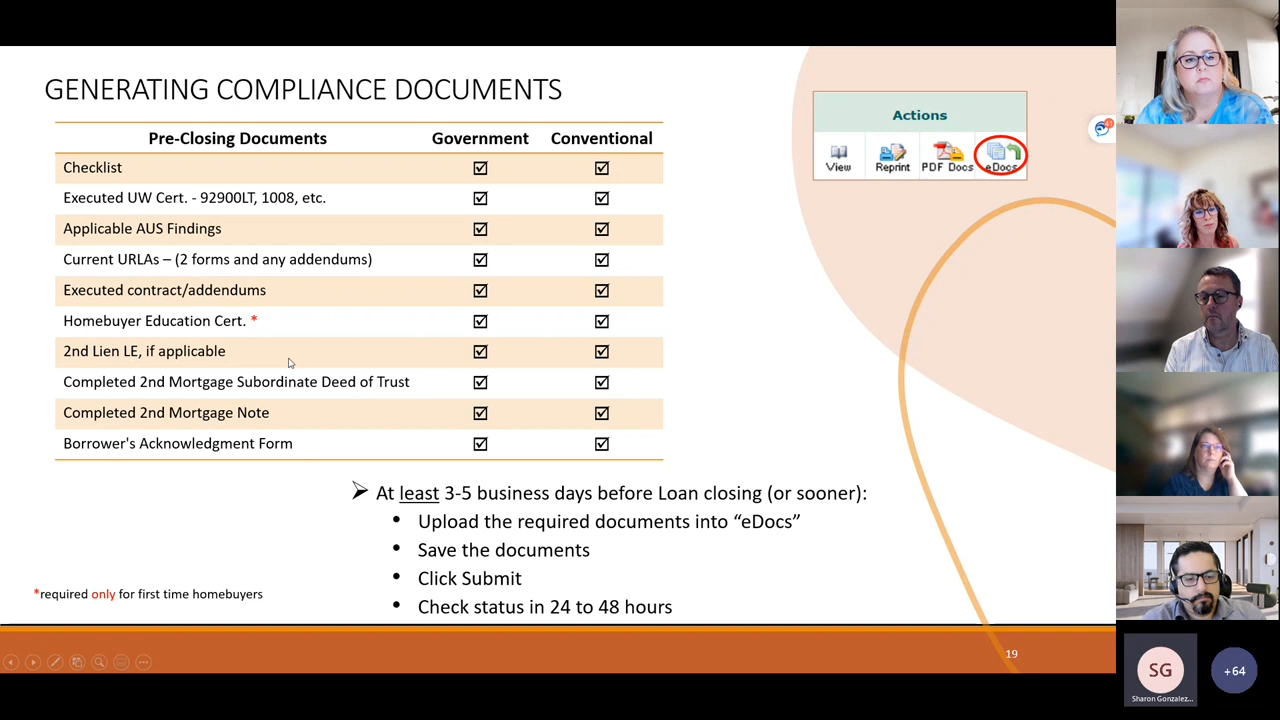 GENERATING COMPLIANCE DOCUMENTS
Pre-Closing Documents Government Conventional
Checklist
Executed UW Cert. - 92900LT, 1008, etc.
Applicable AUS Findings
Current URLAs – (2 forms and any addendums)
Executed contract/addendums
Homebuyer Education Cert. *
2nd Lien LE, if applicable
Completed 2nd Mortgage Subordinate Deed of Trust
Completed 2nd Mortgage Note
Borrower's Acknowledgment Form
Actions
View Reprint PDF Docs eDocs
At least 3-5 business days before Loan closing (or sooner):
• Upload the required documents into “eDocs”
• Save the documents
• Click Submit
• Check status in 24 to 48 hours
*required only for first time homebuyers
19
SG
Sharon Gonzalez...
+64